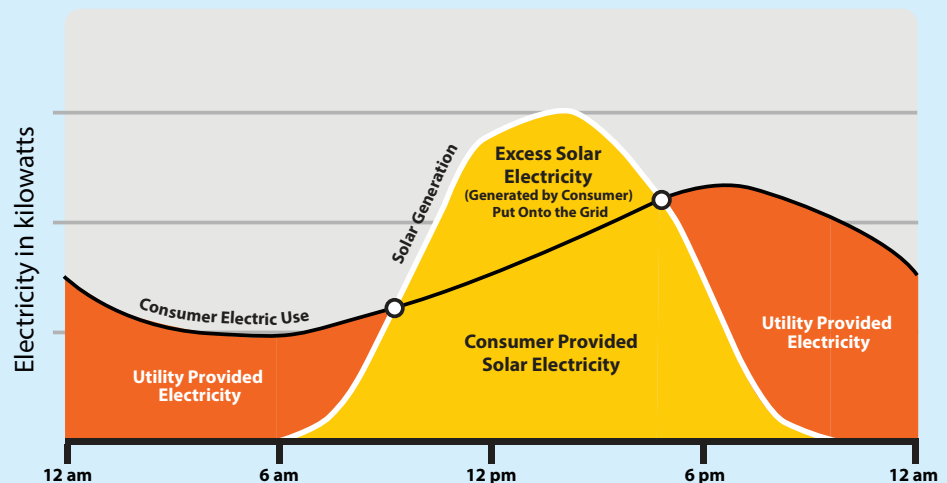 Electricity in kilowatts
Solar Generation
Excess Solar
Electricity
(Generated by Consumer)
Put Onto the Grid
Consumer Electric Use
Consumer Provided
Solar Electricity
Utility Provided
Electricity
Utility Provided
Electricity
12 am
6 am
12 pm
6 pm
12 am